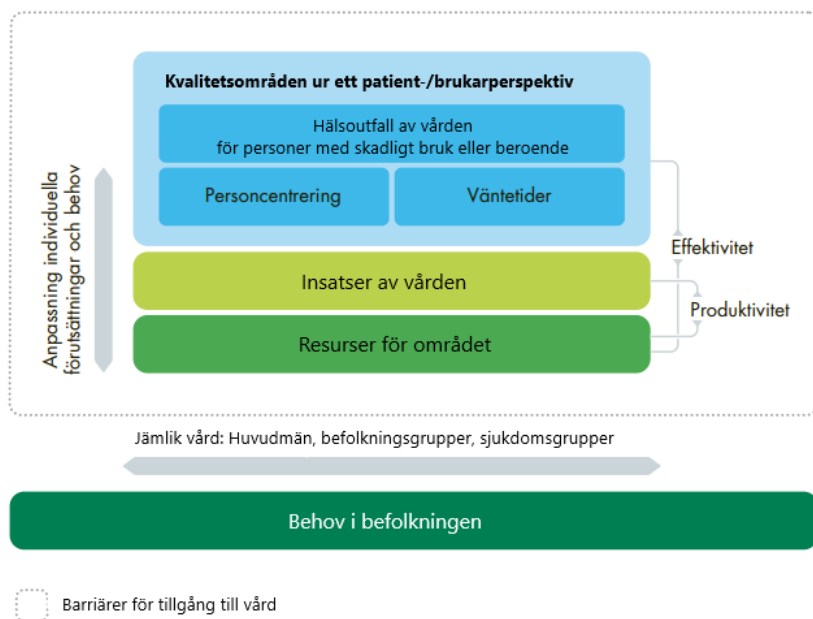 Kvalitetsområden ur ett patient-/brukarperspektiv
Hälsoutfall av vården
för personer med skadligt bruk eller beroende
Personcentrering
Väntetider
Anpassning individuella
förutsättningar och behov
Insatser av vården
Resurser för området
Effektivitet
Produktivitet
Jämlik vård: Huvudmän, befolkningsgrupper, sjukdomsgrupper
Behov i befolkningen
Barriärer för tillgång till vård